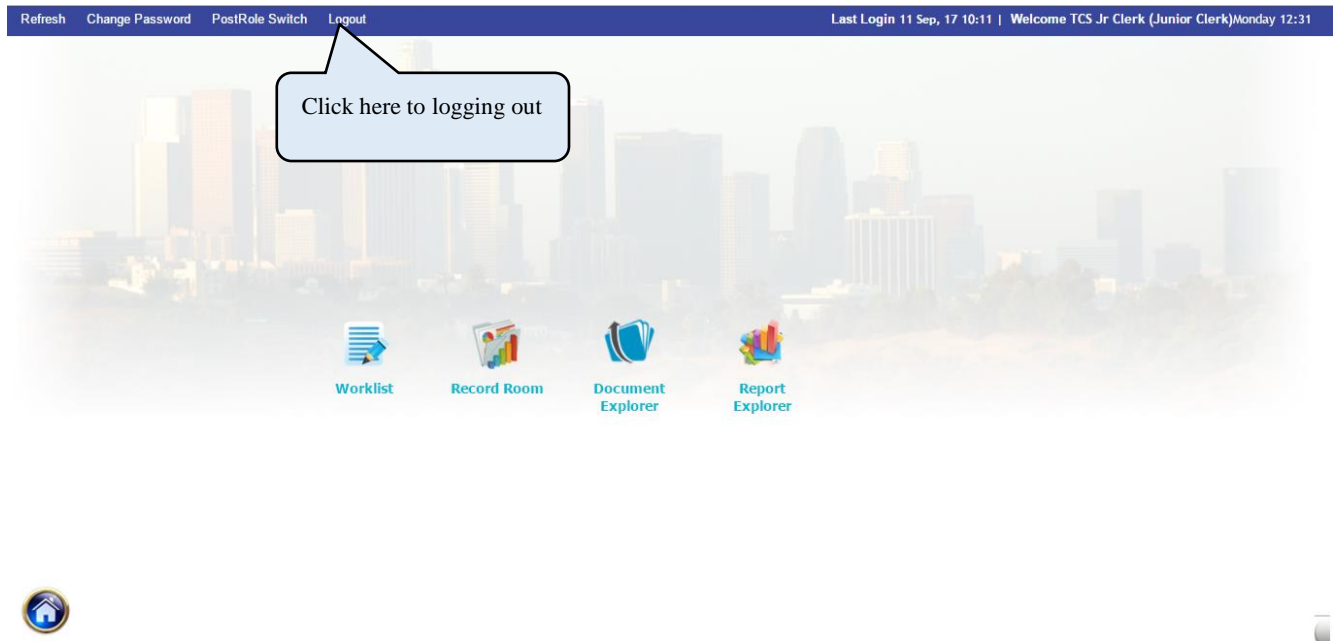 Refresh Change Password PostRole Switch Logout Last Login 11 Sep, 17 10:11 | Welcome TCS Jr Clerk (Junior Clerk)Monday 12:31
Click here to logging out
Worklist Record Room Document Explorer Report Explorer